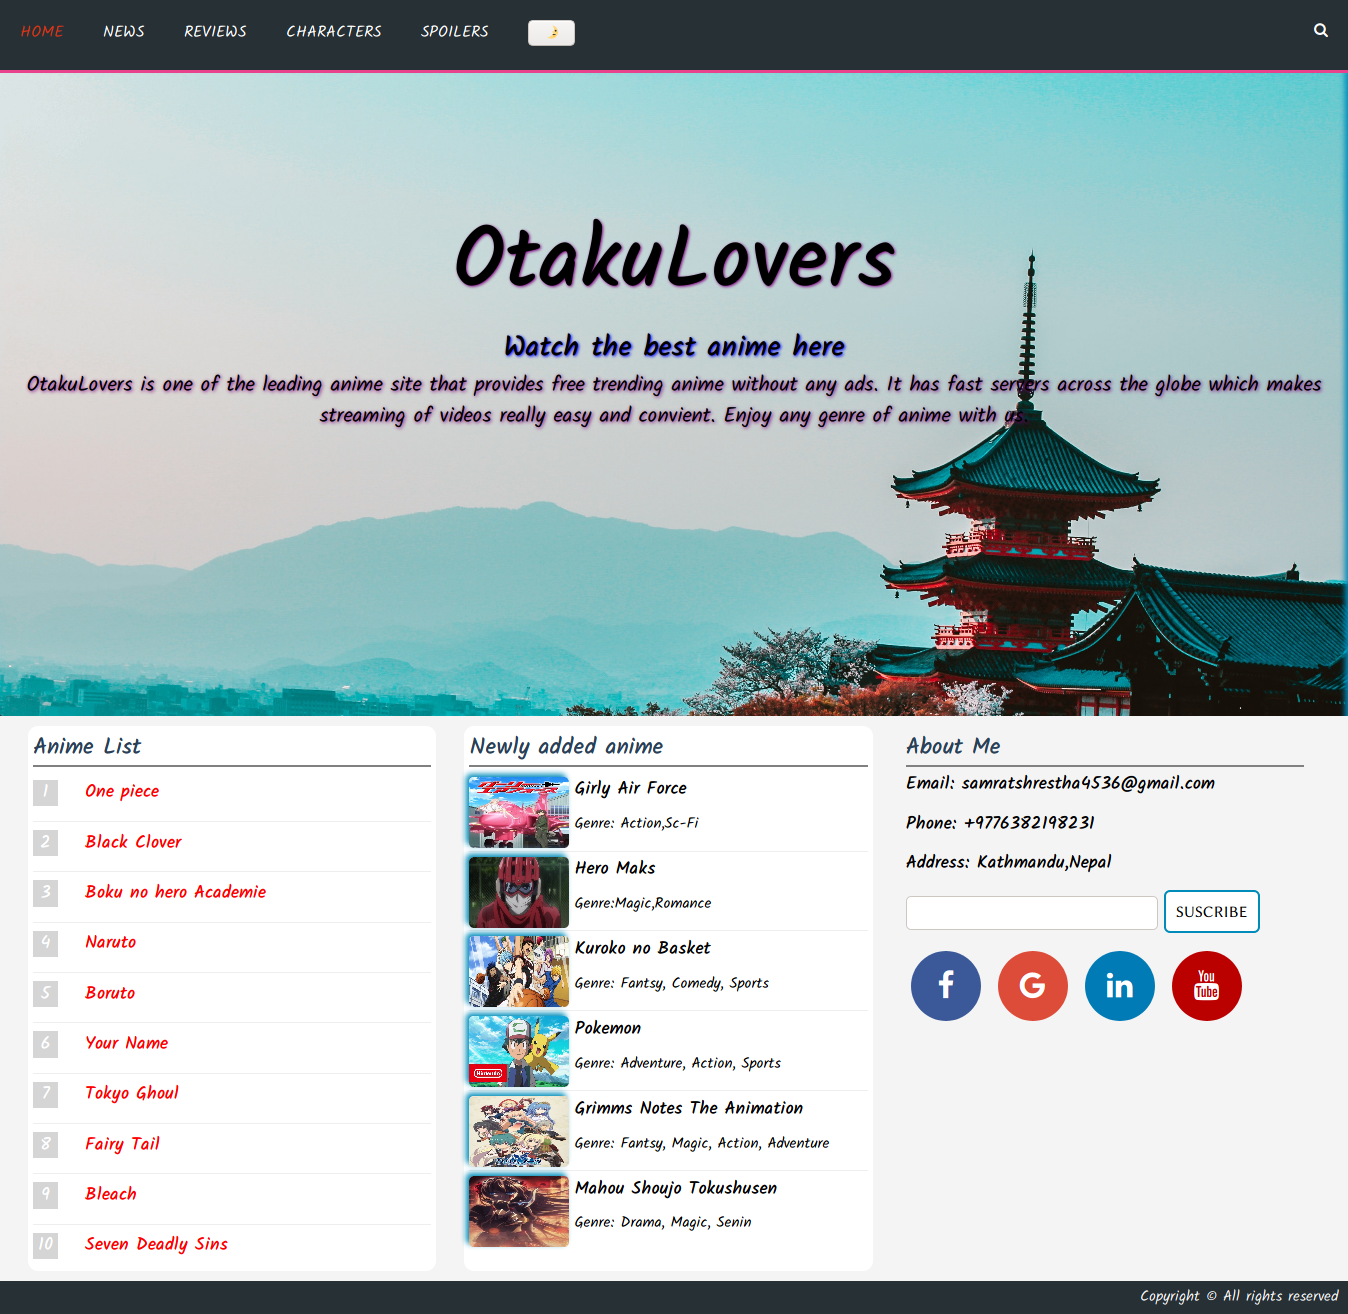 HOME NEWS REVIEWS CHARACTERS SPOILERS
OtakuLovers
Watch the best anime here
OtakuLovers is one of the leading anime site that provides free trending anime without any ads. It has fast servers across the globe which makes
streaming of videos really easy and convient. Enjoy any genre of anime with us.
Anime List
1 One piece
2 Black Clover
3 Boku no hero Academie
4 Naruto
5 Boruto
6 Your Name
7 Tokyo Ghoul
8 Fairy Tail
9 Bleach
10 Seven Deadly Sins
Newly added anime
Girly Air Force
Genre: Action,Sc-Fi
Hero Maks
Genre:Magic,Romance
Kuroko no Basket
Genre: Fantsy, Comedy, Sports
Pokemon
Genre: Adventure, Action, Sports
Nintendo
Grimms Notes The Animation
Genre: Fantsy, Magic, Action, Adventure
Mahou Shoujo Tokushusen
Genre: Drama, Magic, Senin
About Me
Email: samratshrestha4536@gmail.com
Phone: +9776382198231
Address: Kathmandu,Nepal
SUSCRIBE
f G in You
Tube
Copyright © All rights reserved